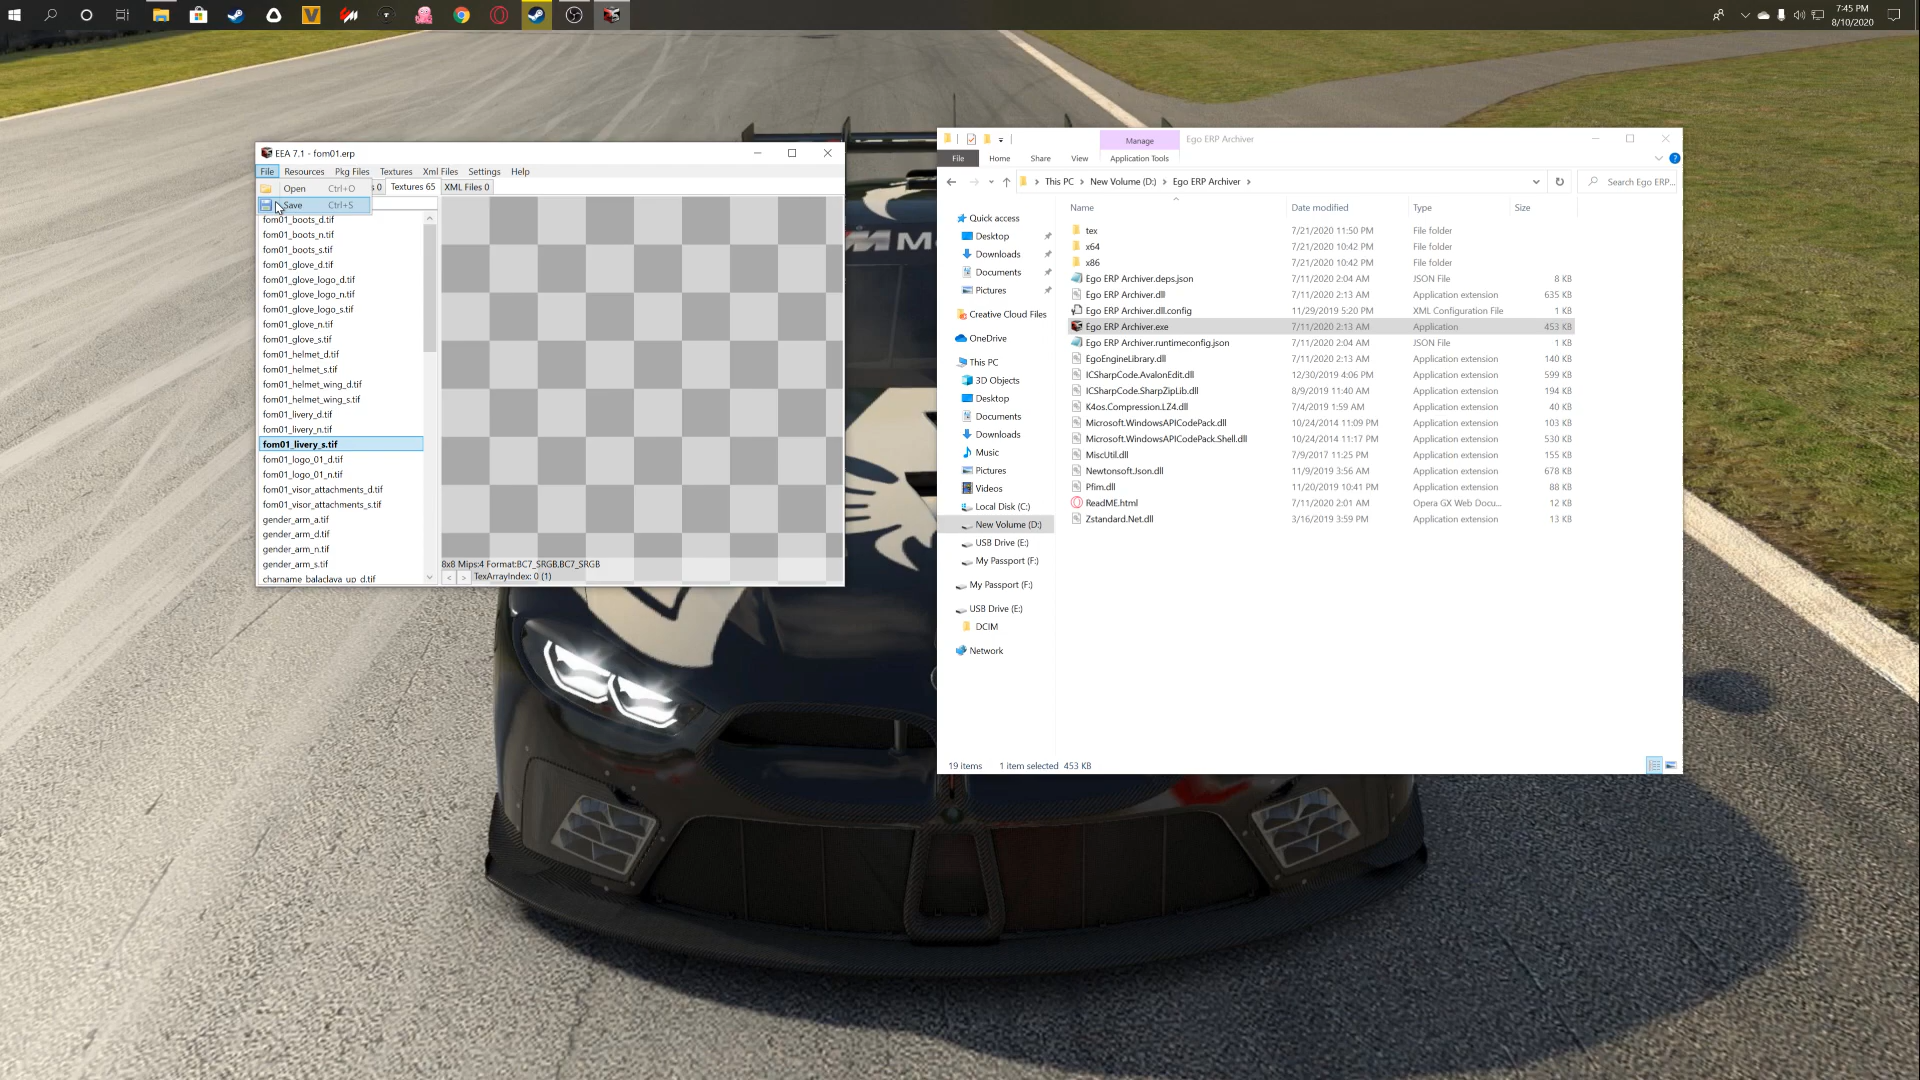 7:45 PM
8/10/2020
EEA 7.1 - fom01.erp
File Resources Pkg Files Textures Xml Files Settings Help
Open Ctrl+O
s 0 Textures 65 XML Files 0
Save Ctrl+S
fom01_boots_d.tif
fom01_boots_n.tif
fom01_boots_s.tif
fom01_glove_d.tif
fom01_glove_logo_d.tif
fom01_glove_logo_n.tif
fom01_glove_logo_s.tif
fom01_glove_n.tif
fom01_glove_s.tif
fom01_helmet_d.tif
fom01_helmet_s.tif
fom01_helmet_wing_d.tif
fom01_helmet_wing_s.tif
fom01_livery_d.tif
fom01_livery_n.tif
fom01_livery_s.tif
fom01_logo_01_d.tif
fom01_logo_01_n.tif
fom01_visor_attachments_d.tif
fom01_visor_attachments_s.tif
gender_arm_a.tif
gender_arm_d.tif
gender_arm_n.tif
gender_arm_s.tif
charname_balaclava_up_d.tif
8x8 Mips:4 Format:BC7_SRGB,BC7_SRGB
< > TexArrayIndex: 0 (1)
Manage Ego ERP Archiver
File Home Share View Application Tools
This PC > New Volume (D:) > Ego ERP Archiver > Search Ego ERP...
Name Date modified Type Size
Quick access
Desktop
Downloads
Documents
Pictures
Creative Cloud Files
OneDrive
This PC
3D Objects
Desktop
Documents
Downloads
Music
Pictures
Videos
Local Disk (C:)
New Volume (D:)
USB Drive (E:)
My Passport (F:)
My Passport (F:)
USB Drive (E:)
DCIM
Network
tex 7/21/2020 11:50 PM File folder
x64 7/21/2020 10:42 PM File folder
x86 7/21/2020 10:42 PM File folder
Ego ERP Archiver.deps.json 7/11/2020 2:04 AM JSON File 8 KB
Ego ERP Archiver.dll 7/11/2020 2:13 AM Application extension 635 KB
Ego ERP Archiver.dll.config 11/29/2019 5:20 PM XML Configuration File 1 KB
Ego ERP Archiver.exe 7/11/2020 2:13 AM Application 453 KB
Ego ERP Archiver.runtimeconfig.json 7/11/2020 2:04 AM JSON File 1 KB
EgoEngineLibrary.dll 7/11/2020 2:13 AM Application extension 140 KB
ICSharpCode.AvalonEdit.dll 12/30/2019 4:06 PM Application extension 599 KB
ICSharpCode.SharpZipLib.dll 8/9/2019 11:40 AM Application extension 194 KB
K4os.Compression.LZ4.dll 7/4/2019 1:59 AM Application extension 40 KB
Microsoft.WindowsAPICodePack.dll 10/24/2014 11:09 PM Application extension 103 KB
Microsoft.WindowsAPICodePack.Shell.dll 10/24/2014 11:17 PM Application extension 530 KB
MiscUtil.dll 7/9/2017 11:25 PM Application extension 155 KB
Newtonsoft.Json.dll 11/9/2019 3:56 AM Application extension 678 KB
Pfim.dll 11/20/2019 10:41 PM Application extension 88 KB
ReadME.html 7/11/2020 2:01 AM Opera GX Web Docu... 12 KB
Zstandard.Net.dll 3/16/2019 3:59 PM Application extension 13 KB
19 items 1 item selected 453 KB